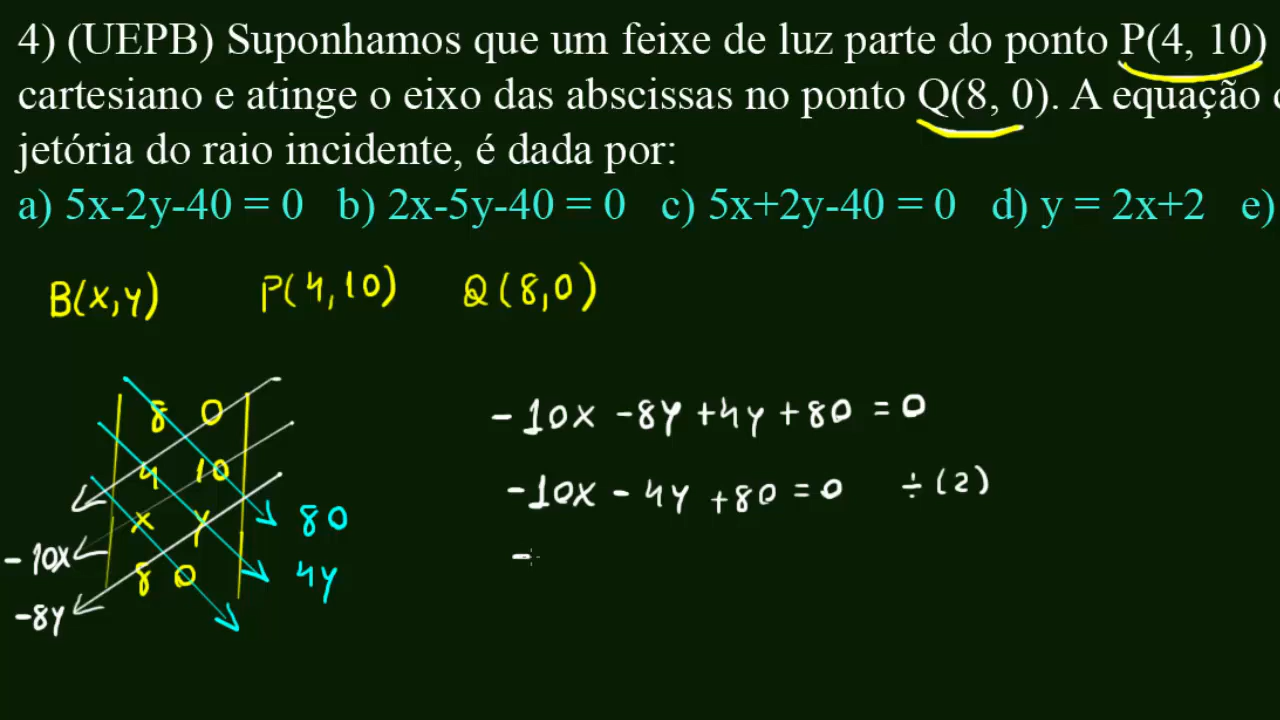 4) (UEPB) Suponhamos que um feixe de luz parte do ponto P(4, 10)
cartesiano e atinge o eixo das abscissas no ponto Q(8, 0). A equação
jetória do raio incidente, é dada por:
a) 5x-2y-40 = 0 b) 2x-5y-40 = 0 c) 5x+2y-40 = 0 d) y = 2x+2 e)
B(x,y) P(4,10) Q(8,0)
8 0
4 10
x y
8 0
80
4y
-10x
-8y
-10x -8y +4y +80 = 0
-10x - 4y +80 = 0 ÷ (2)
-